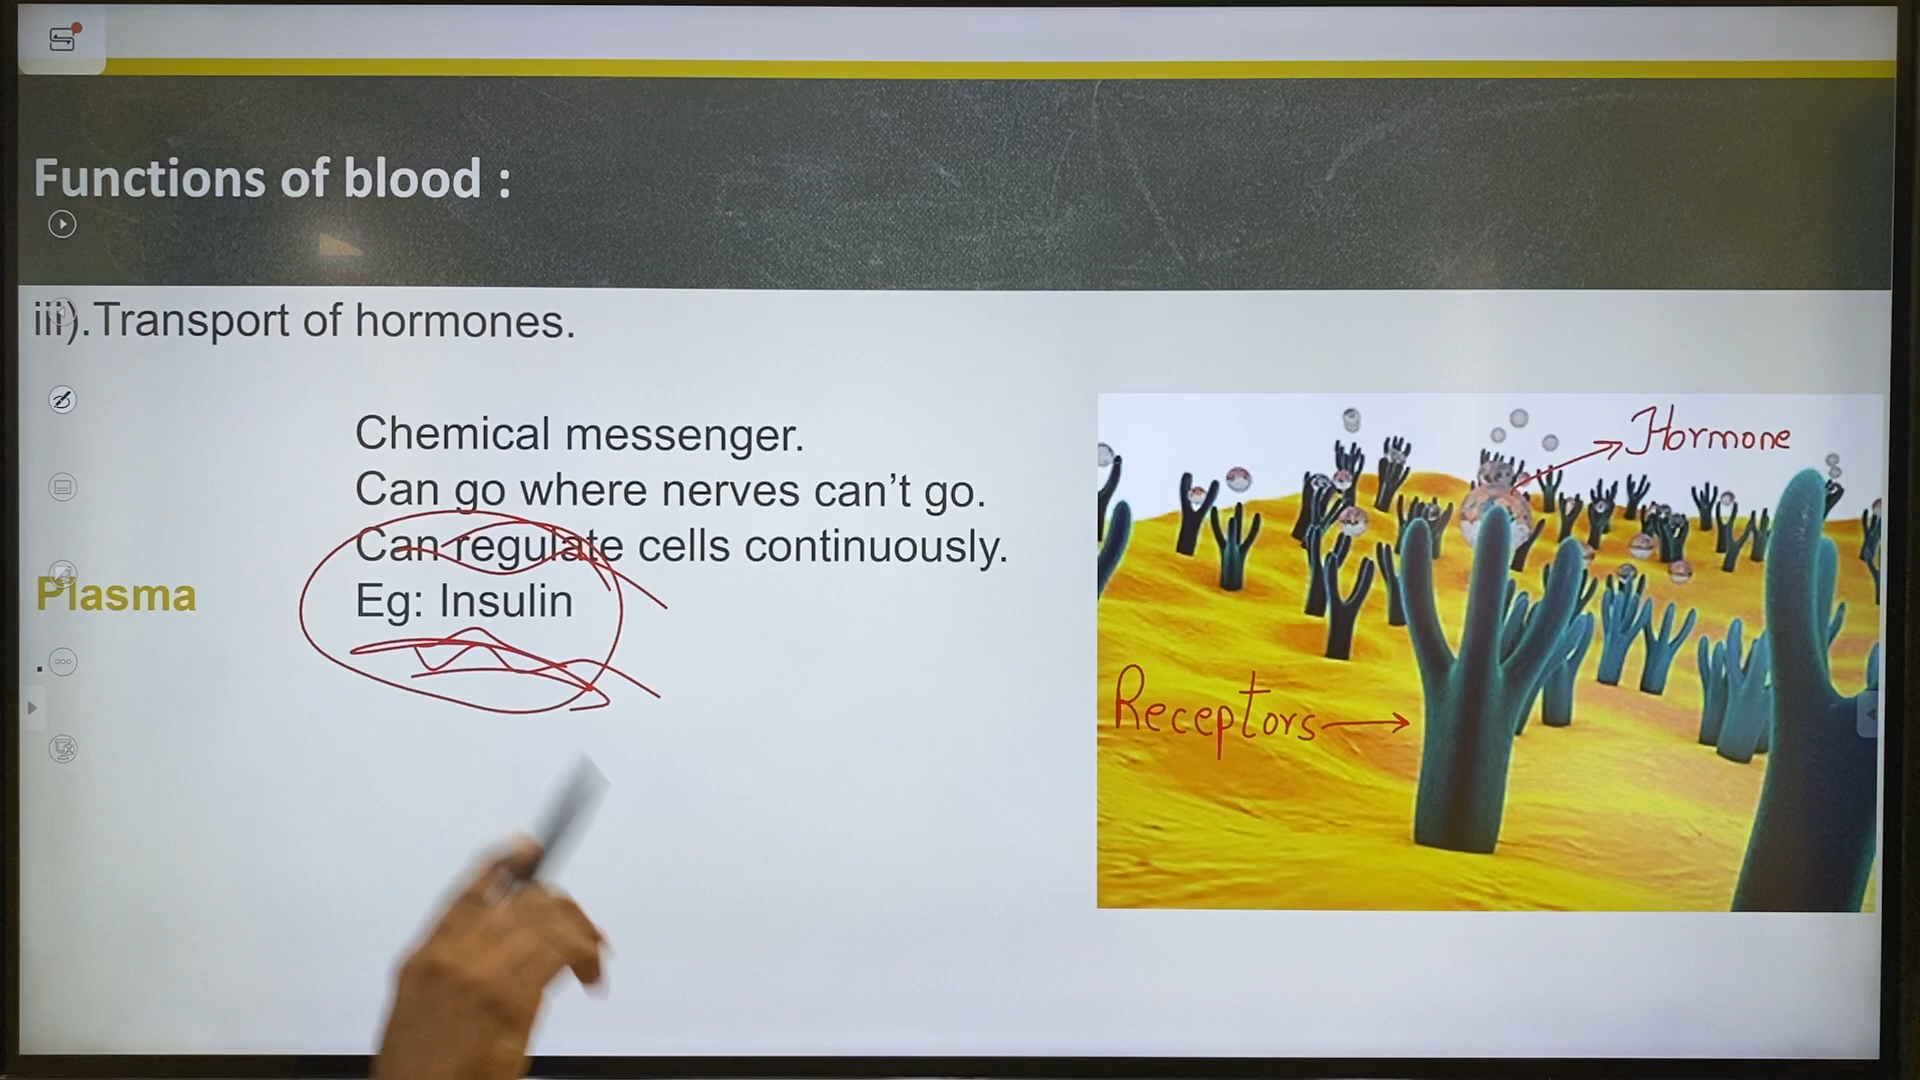 Functions of blood :
iii).Transport of hormones.
Chemical messenger.
Can go where nerves can't go.
Can regulate cells continuously.
Eg: Insulin
Plasma
.
Hormone
Receptors